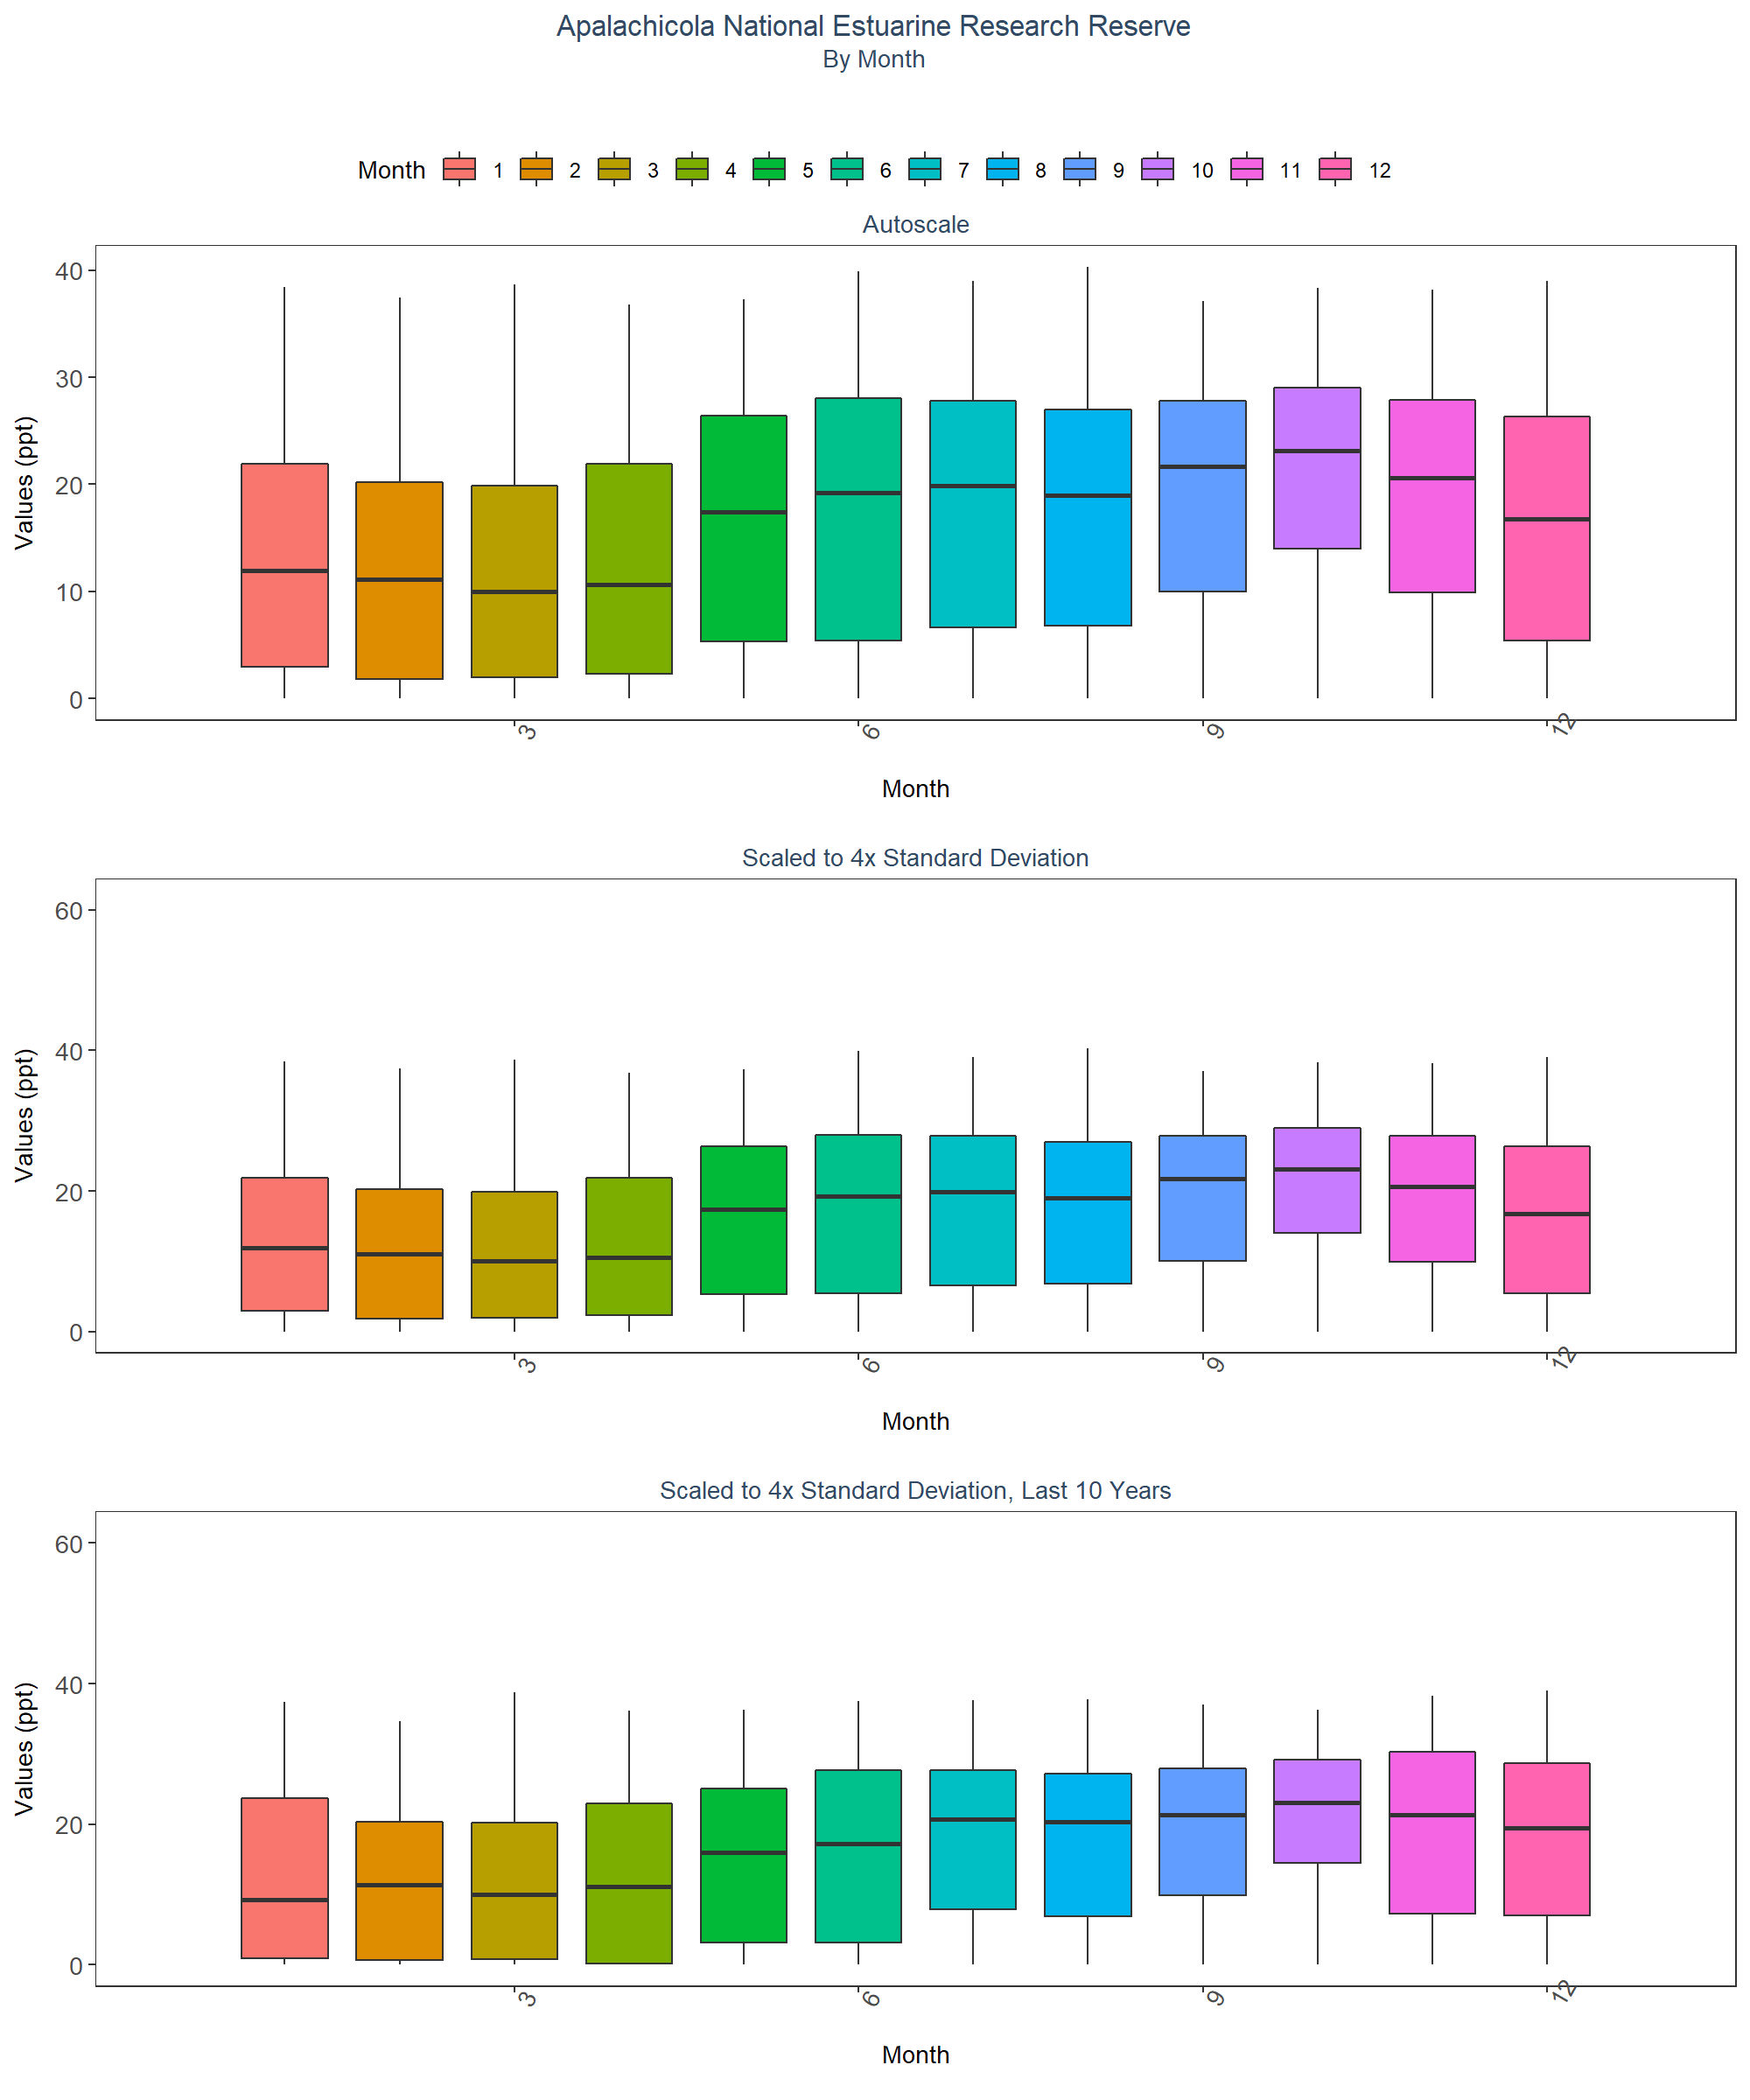 Apalachicola National Estuarine Research Reserve
By Month
Month 1 2 3 4 5 6 7 8 9 10 11 12
Autoscale
Values (ppt)
40
30
20
10
0
3 6 9 12
Month
Scaled to 4x Standard Deviation
Values (ppt)
60
40
20
0
3 6 9 12
Month
Scaled to 4x Standard Deviation, Last 10 Years
Values (ppt)
60
40
20
0
3 6 9 12
Month